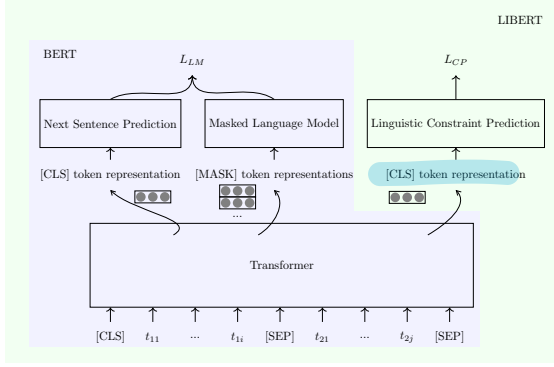 LIBERT
BERT
L_{LM}
L_{CP}
Next Sentence Prediction
Masked Language Model
Linguistic Constraint Prediction
[CLS] token representation
[MASK] token representations
[CLS] token representation
...
Transformer
[CLS] t_{11} ... t_{1i} [SEP] t_{21} ... t_{2j} [SEP]